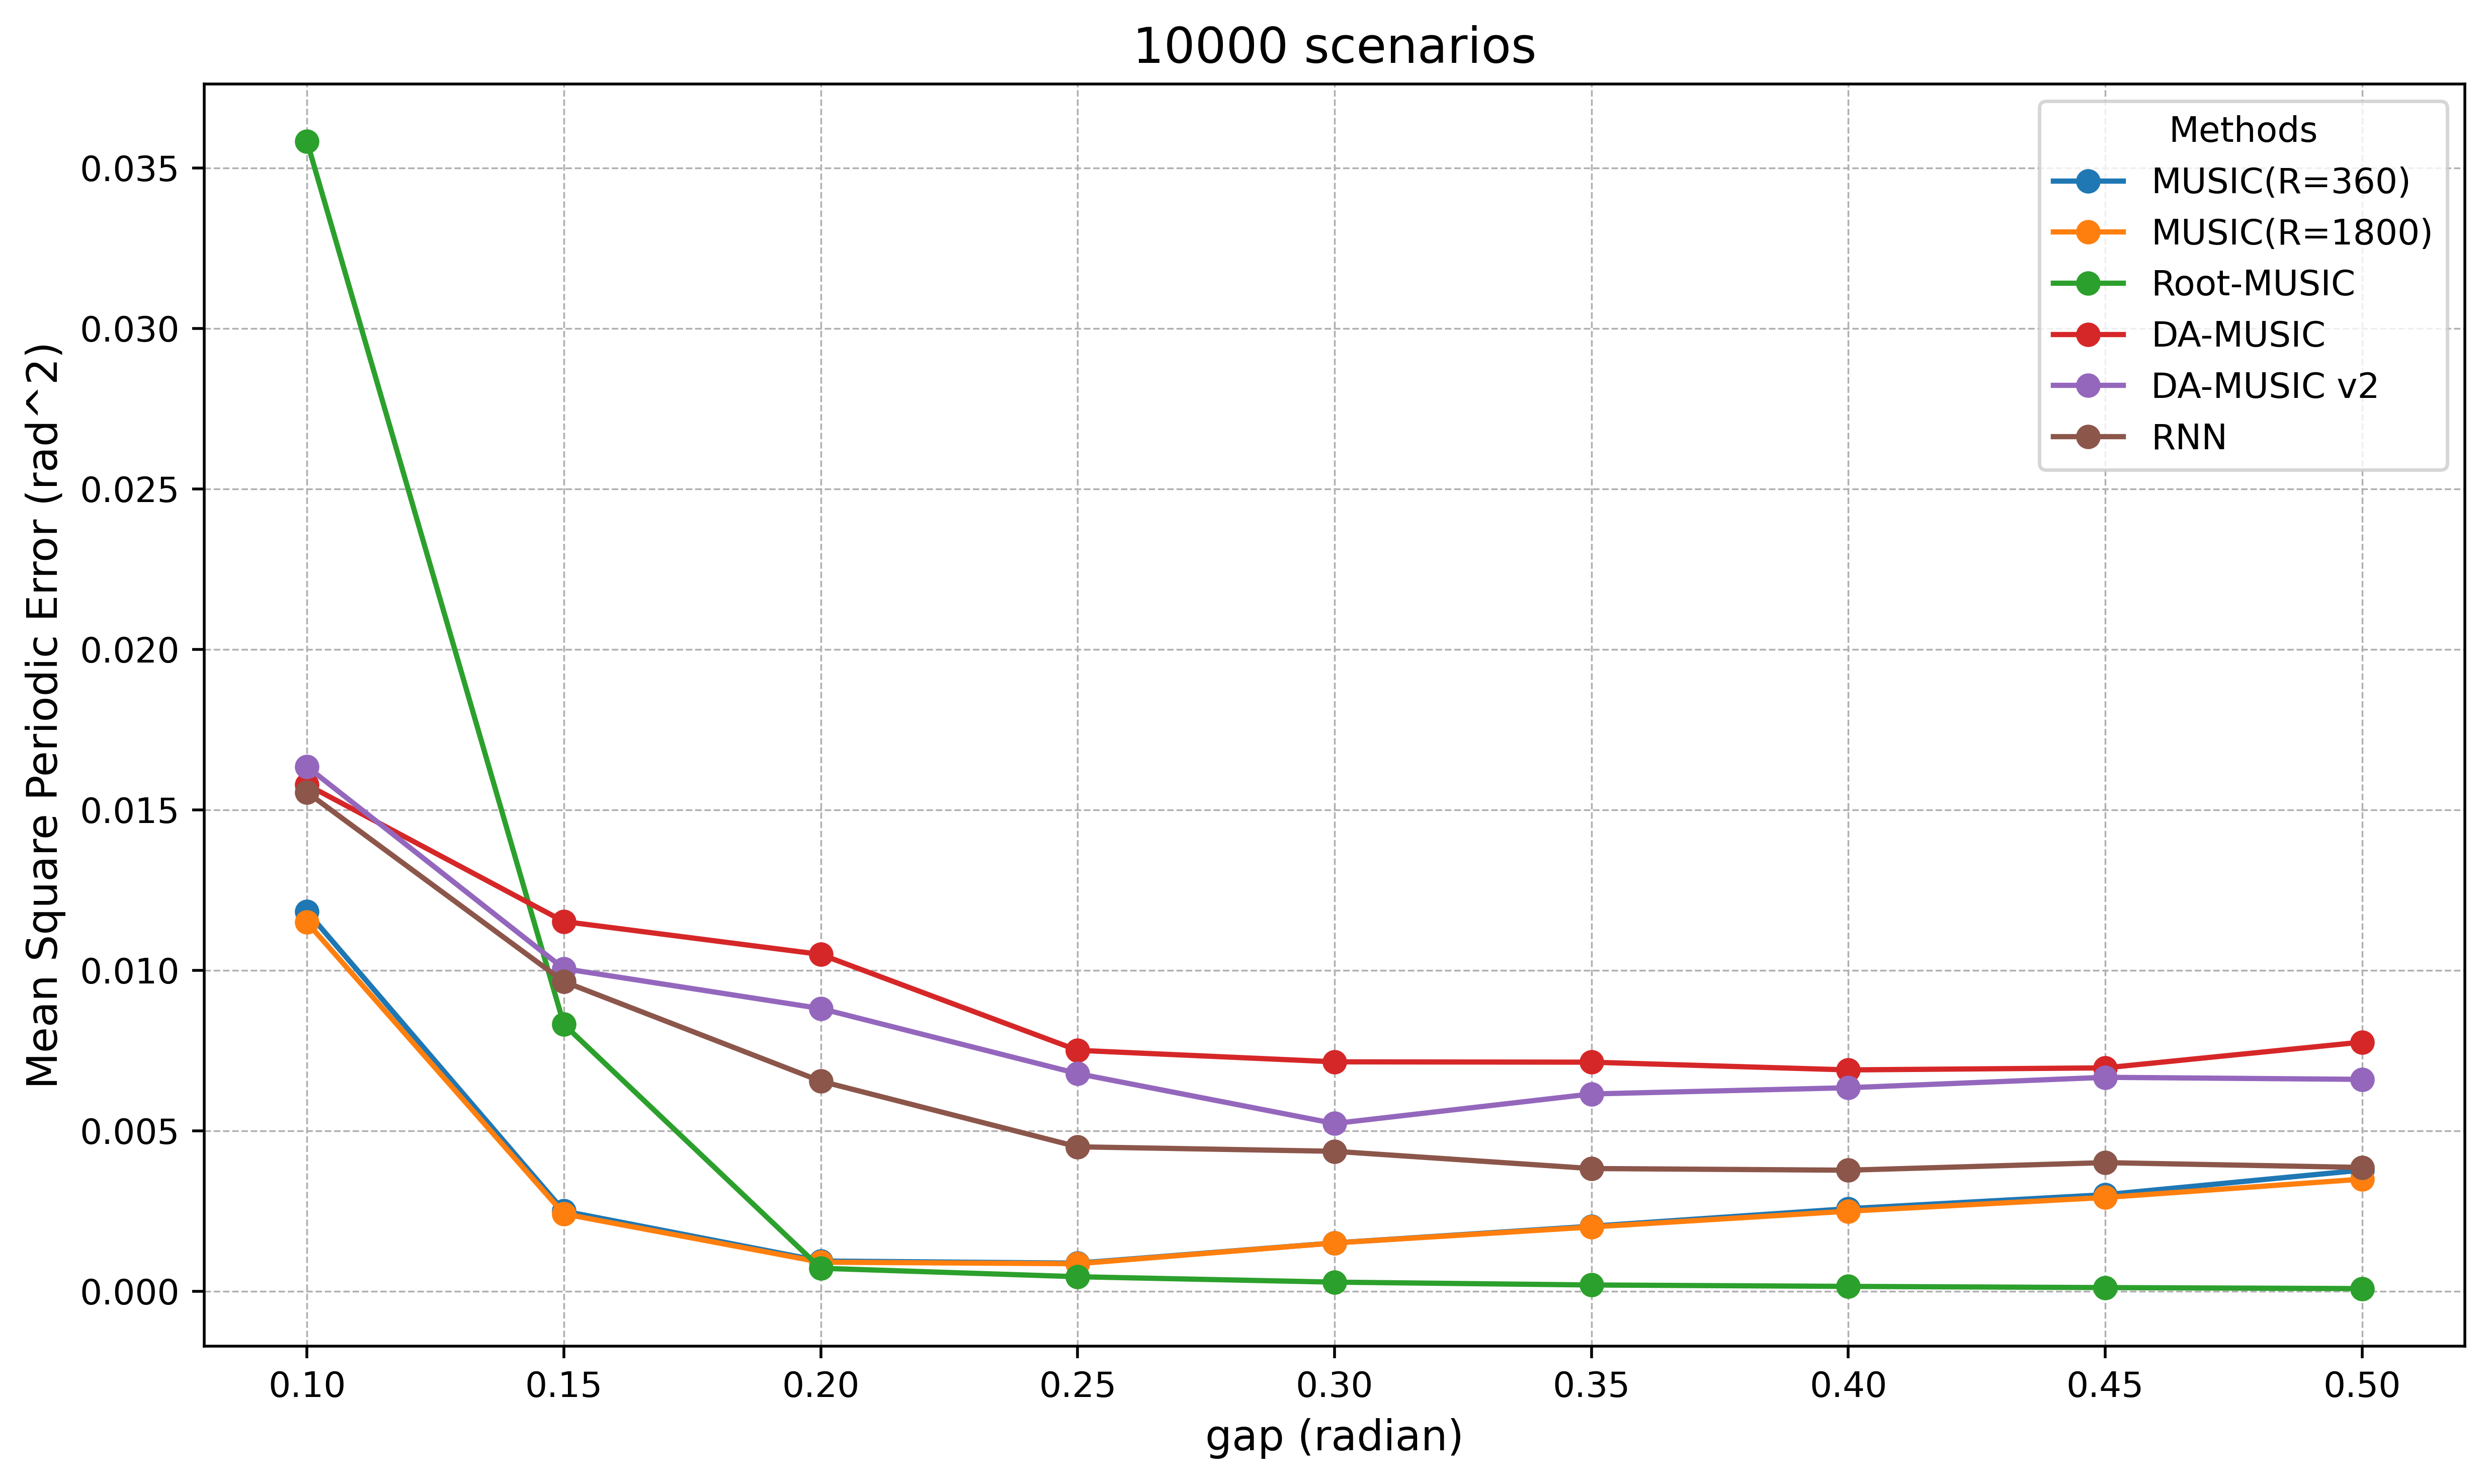 10000 scenarios
Mean Square Periodic Error (rad^2)
0.035
0.030
0.025
0.020
0.015
0.010
0.005
0.000
Methods
MUSIC(R=360)
MUSIC(R=1800)
Root-MUSIC
DA-MUSIC
DA-MUSIC v2
RNN
0.10 0.15 0.20 0.25 0.30 0.35 0.40 0.45 0.50
gap (radian)